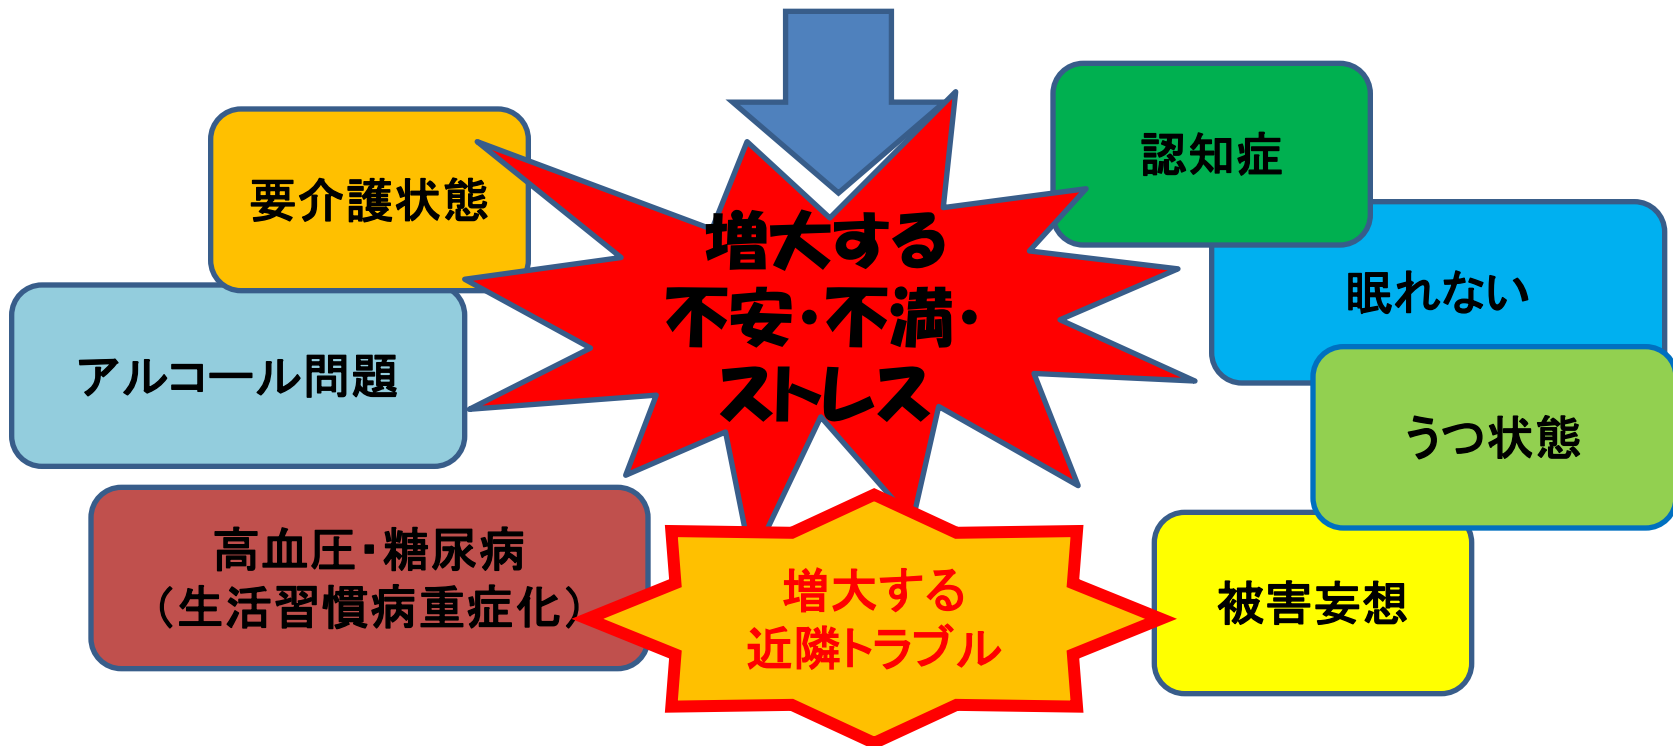 認知症
要介護状態
増大する
不安・不満・
ストレス
眠れない
アルコール問題
うつ状態
高血圧・糖尿病
（生活習慣病重症化）
増大する
近隣トラブル
被害妄想